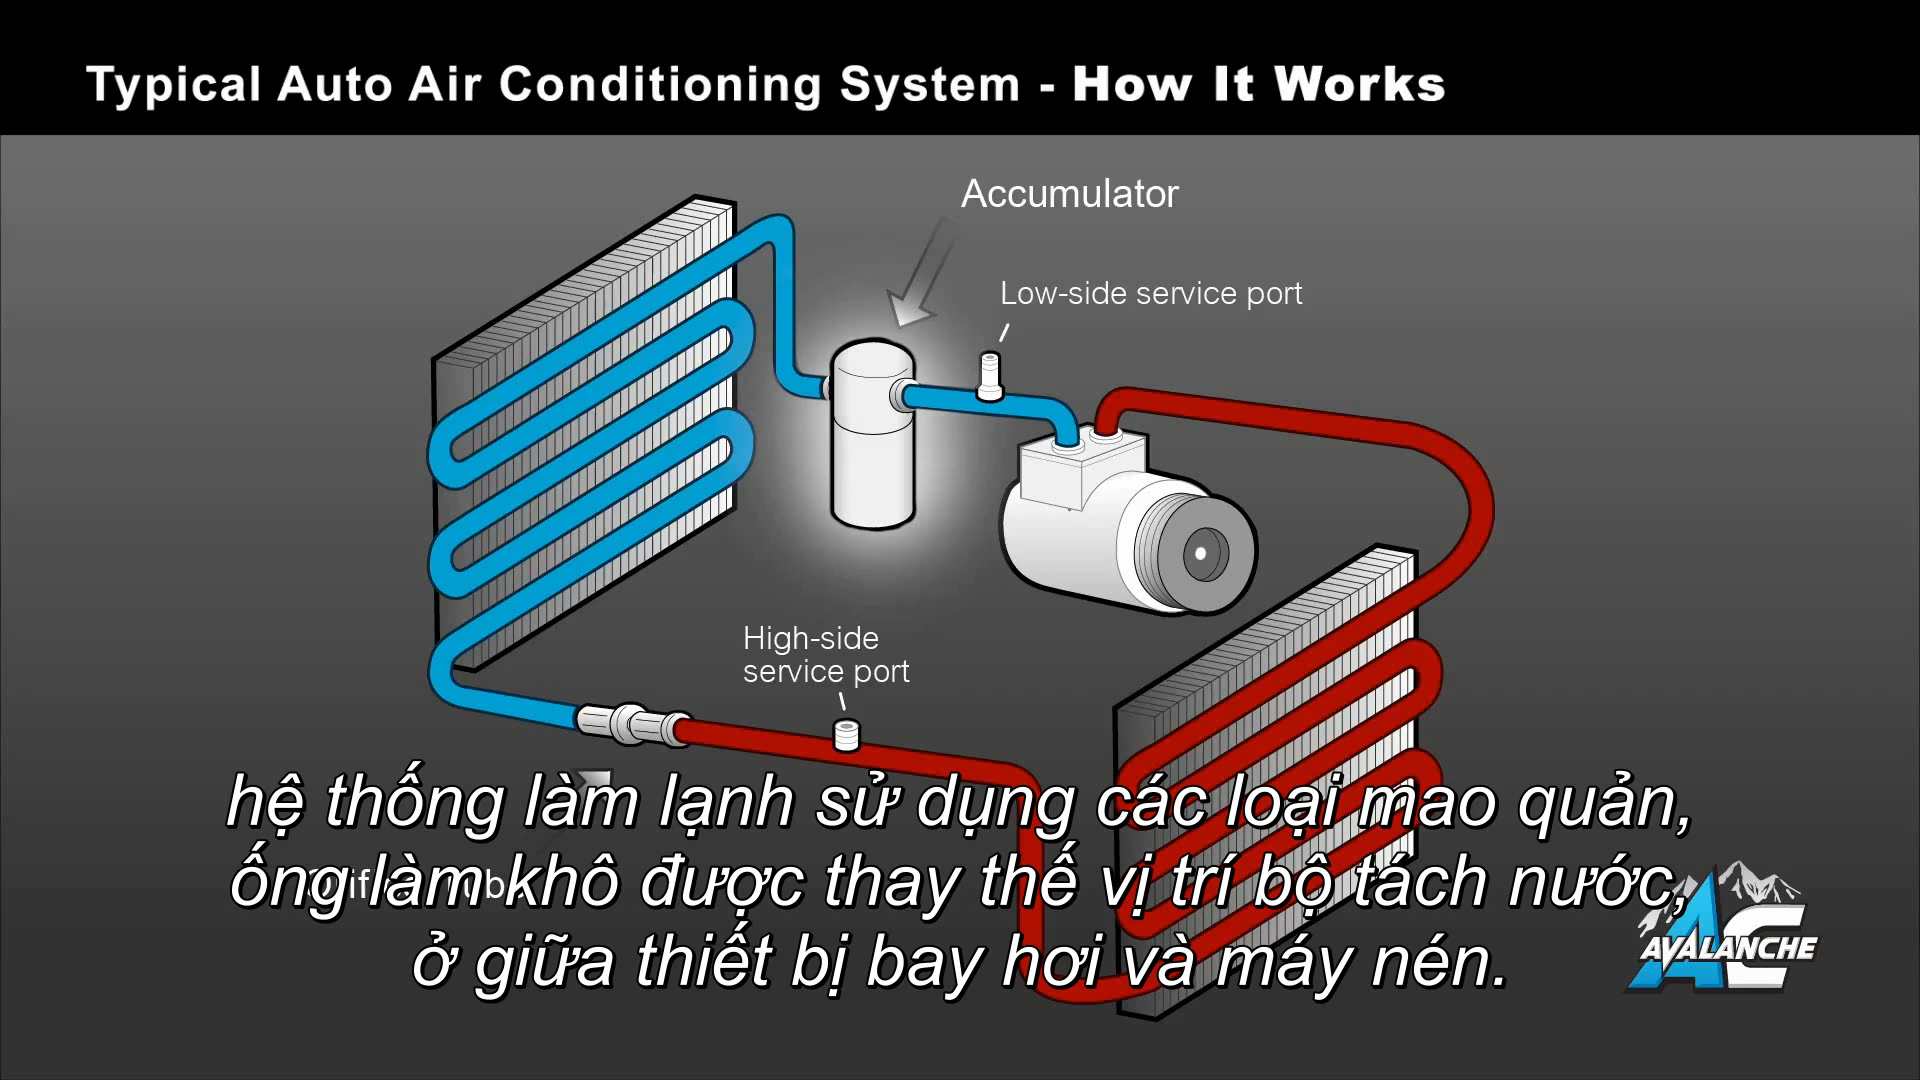 Typical Auto Air Conditioning System - How It Works
Accumulator
Low-side service port
High-side
service port
hệ thống làm lạnh sử dụng các loại mao quản,
ống làm khô được thay thế vị trí bộ tách nước,
ở giữa thiết bị bay hơi và máy nén.
AVALANCHE
AC